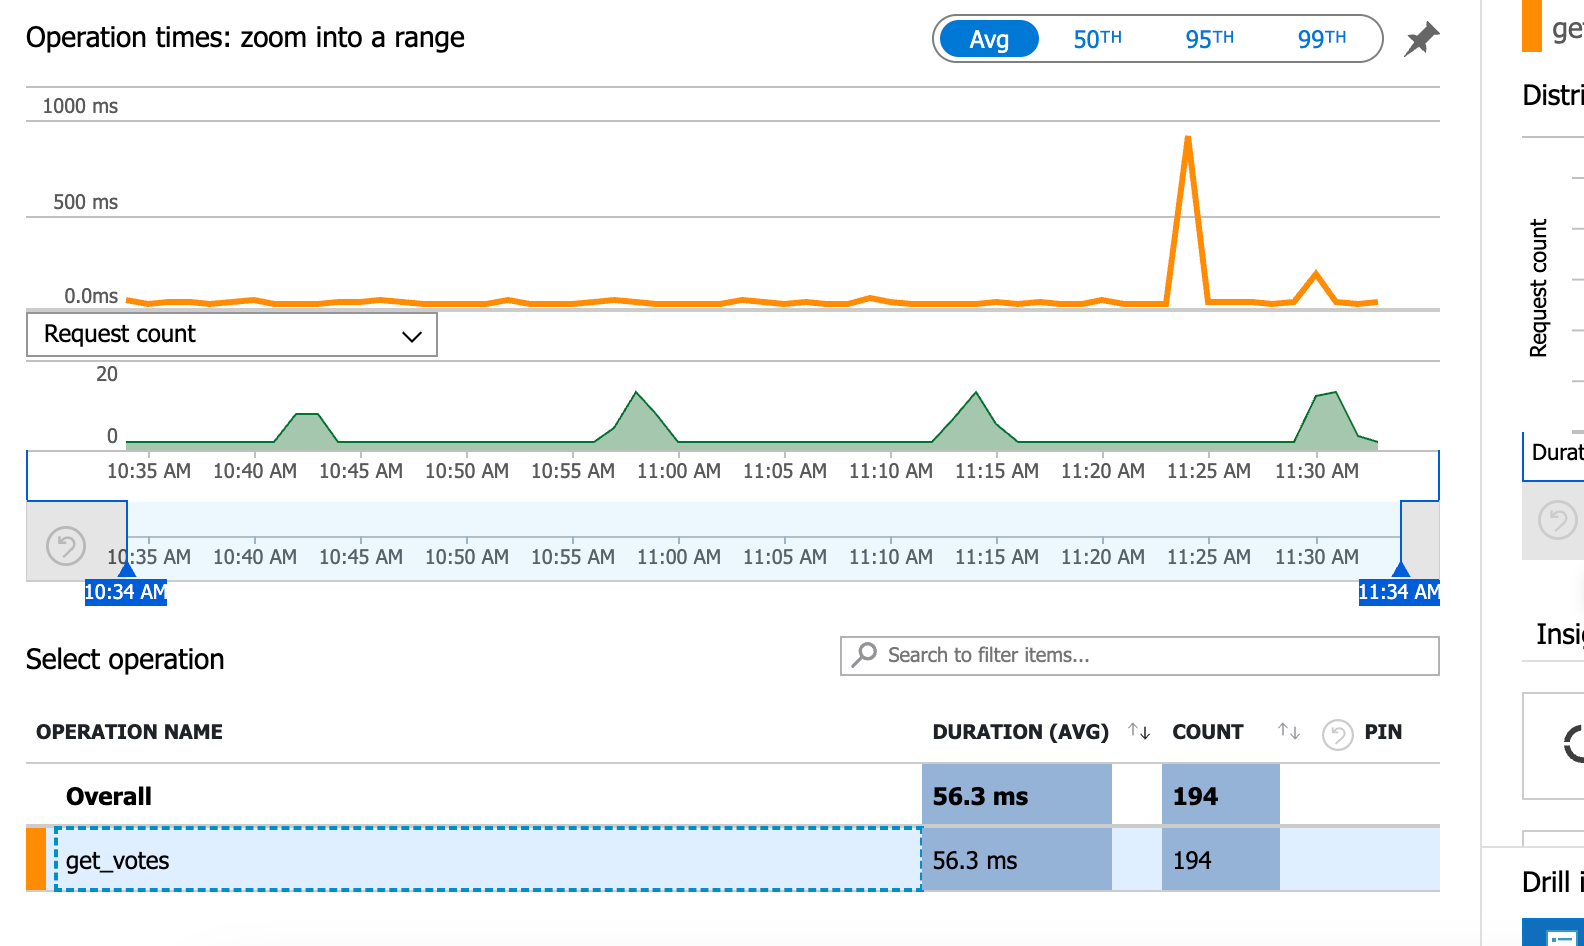 Operation times: zoom into a range
Avg 50TH 95TH 99TH
1000 ms
500 ms
0.0ms
Request count
20
0
10:35 AM 10:40 AM 10:45 AM 10:50 AM 10:55 AM 11:00 AM 11:05 AM 11:10 AM 11:15 AM 11:20 AM 11:25 AM 11:30 AM
10:35 AM 10:40 AM 10:45 AM 10:50 AM 10:55 AM 11:00 AM 11:05 AM 11:10 AM 11:15 AM 11:20 AM 11:25 AM 11:30 AM
10:34 AM 11:34 AM
Select operation
Search to filter items...
OPERATION NAME DURATION (AVG) COUNT PIN
Overall 56.3 ms 194
get_votes 56.3 ms 194
get
Distri
Request count
Durat
Insig
Drill i